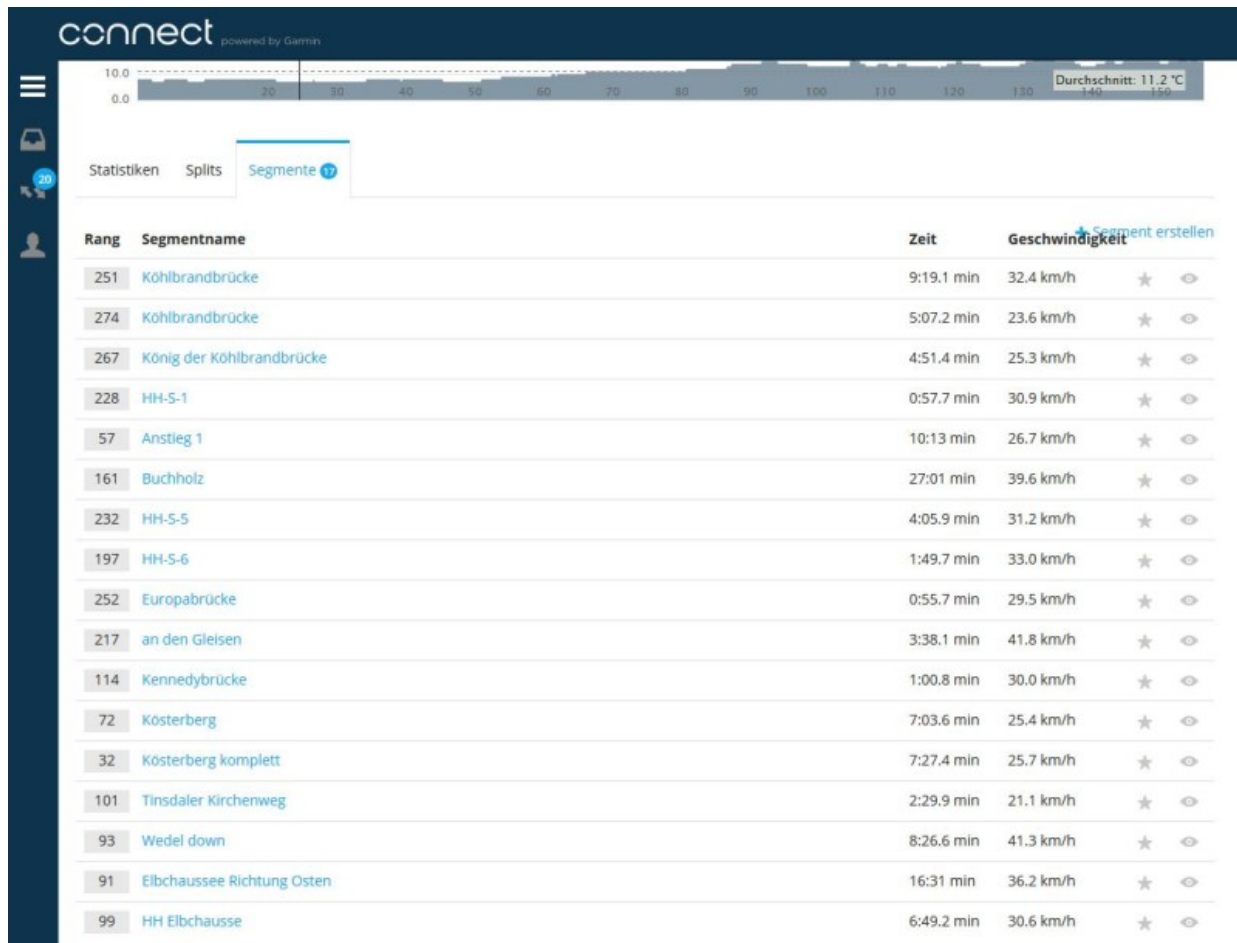 connect powered by Garmin
10.0
0.0
20 30 40 50 60 70 80 90 100 110 120 130 140 150
Durchschnitt: 11.2 °C
20
Statistiken Splits Segmente 17
+ Segment erstellen
Rang Segmentname Zeit Geschwindigkeit
251 Köhlbrandbrücke 9:19.1 min 32.4 km/h
274 Köhlbrandbrücke 5:07.2 min 23.6 km/h
267 König der Köhlbrandbrücke 4:51.4 min 25.3 km/h
228 HH-S-1 0:57.7 min 30.9 km/h
57 Anstieg 1 10:13 min 26.7 km/h
161 Buchholz 27:01 min 39.6 km/h
232 HH-S-5 4:05.9 min 31.2 km/h
197 HH-S-6 1:49.7 min 33.0 km/h
252 Europabrücke 0:55.7 min 29.5 km/h
217 an den Gleisen 3:38.1 min 41.8 km/h
114 Kennedybrücke 1:00.8 min 30.0 km/h
72 Kösterberg 7:03.6 min 25.4 km/h
32 Kösterberg komplett 7:27.4 min 25.7 km/h
101 Tinsdaler Kirchenweg 2:29.9 min 21.1 km/h
93 Wedel down 8:26.6 min 41.3 km/h
91 Elbchaussee Richtung Osten 16:31 min 36.2 km/h
99 HH Elbchausse 6:49.2 min 30.6 km/h